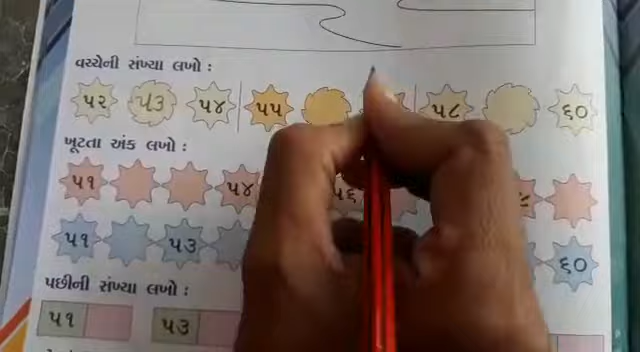 વચ્ચેની સંખ્યા લખો :
૫૨ ૫૩ ૫૪ ૫૫ ૫૮ ૬૦
ખૂટતા અંક લખો :
૫૧ ૫૪ ૫૬
૫૧ ૫૩ ૬૦
પછીની સંખ્યા લખો :
૫૧ ૫૩